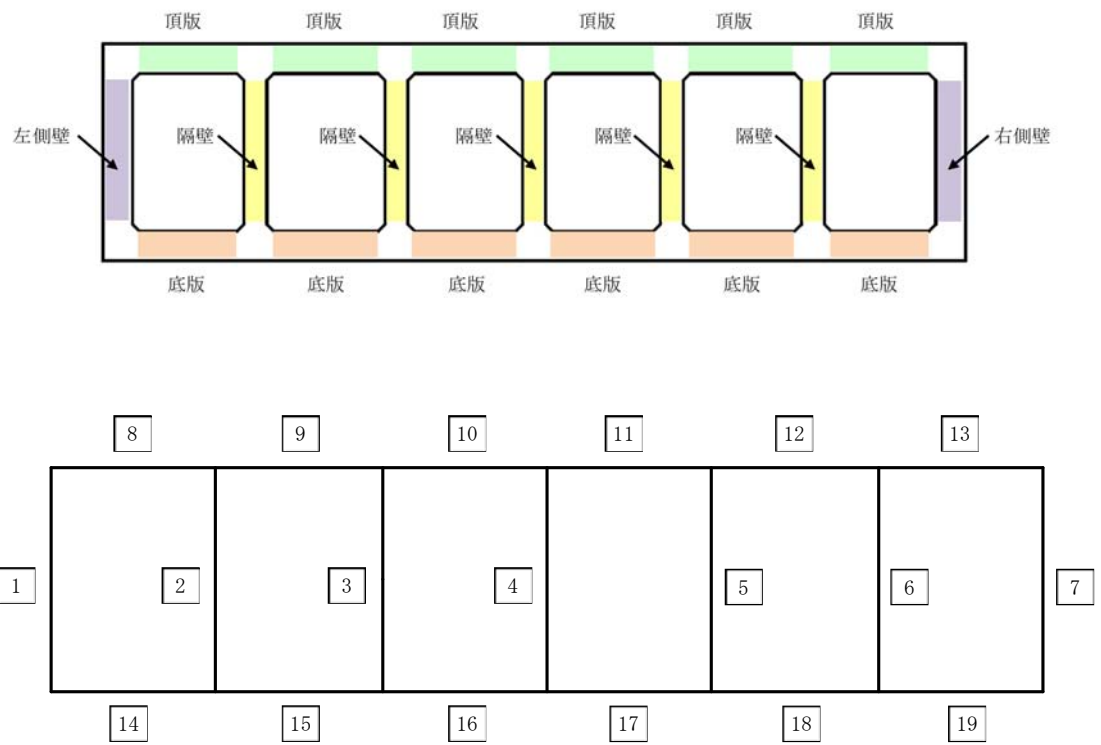 頂版 頂版 頂版 頂版 頂版 頂版
左側壁 隔壁 隔壁 隔壁 隔壁 隔壁 右側壁
底版 底版 底版 底版 底版 底版
8 9 10 11 12 13
1 2 3 4 5 6 7
14 15 16 17 18 19